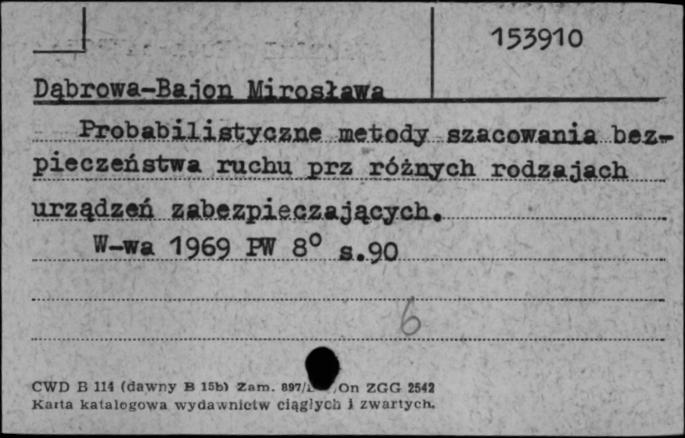 153910
Dąbrowa-Bajon Mirosława
Probabilistyczne metody szacowania bez-
pieczeństwa ruchu prz różnych rodzajach
urządzeń zabezpieczających.
W-wa 1969 PW 8° s.90
6
CWD B 114 (dawny B 15b) Zam. 897/ /On ZGG 2542
Karta katalogowa wydawnictw ciągłych i zwartych.